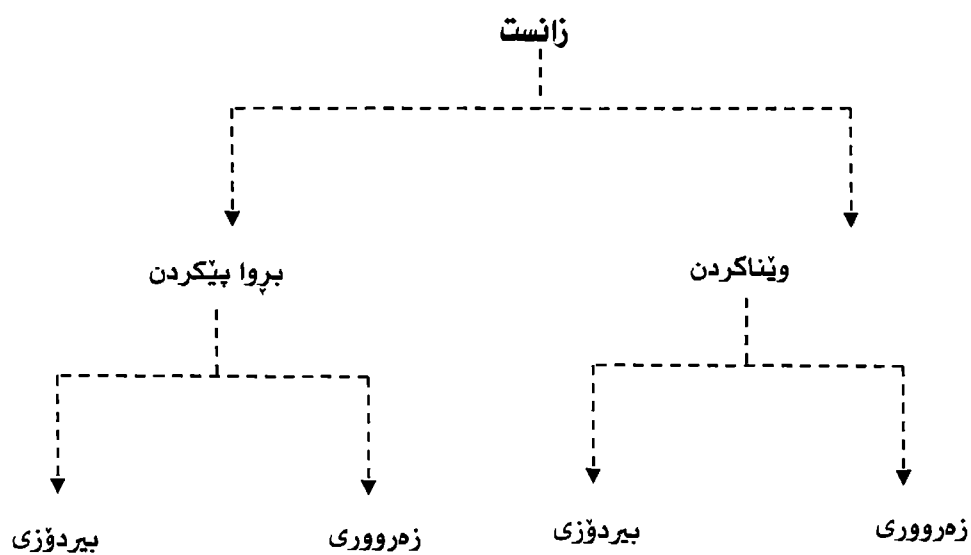 زانست
وێناکردن
بڕوا پێکردن
زەرووری
بیردۆزی
زەرووری
بیردۆزی